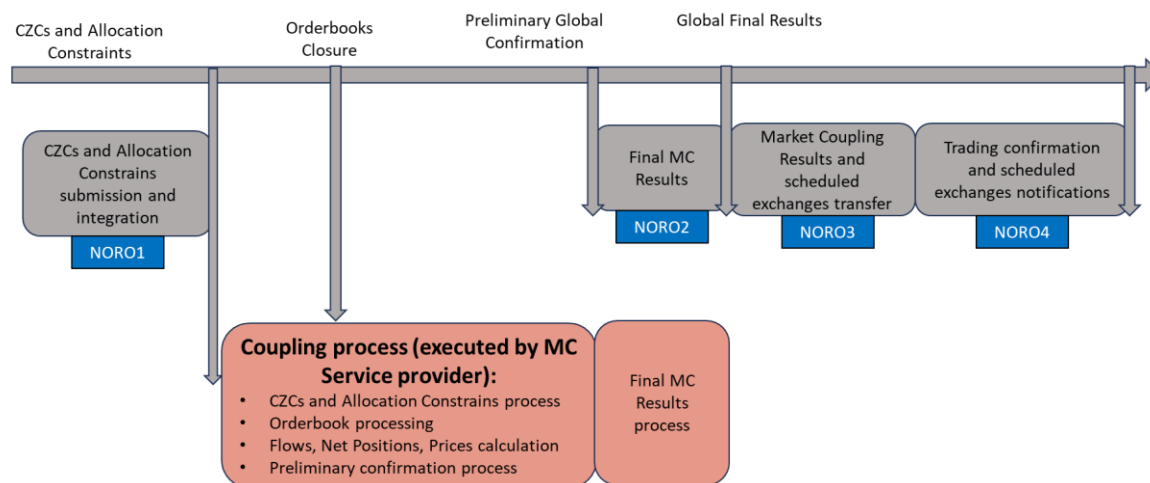 CZCs and Allocation
Constraints
Orderbooks
Closure
Preliminary Global
Confirmation
Global Final Results
CZCs and Allocation
Constrains
submission and
integration
NORO1
Final MC
Results
NORO2
Market Coupling
Results and
scheduled
exchanges transfer
NORO3
Trading confirmation
and scheduled
exchanges notifications
NORO4
Coupling process (executed by MC
Service provider):
• CZCs and Allocation Constrains process
• Orderbook processing
• Flows, Net Positions, Prices calculation
• Preliminary confirmation process
Final MC
Results
process